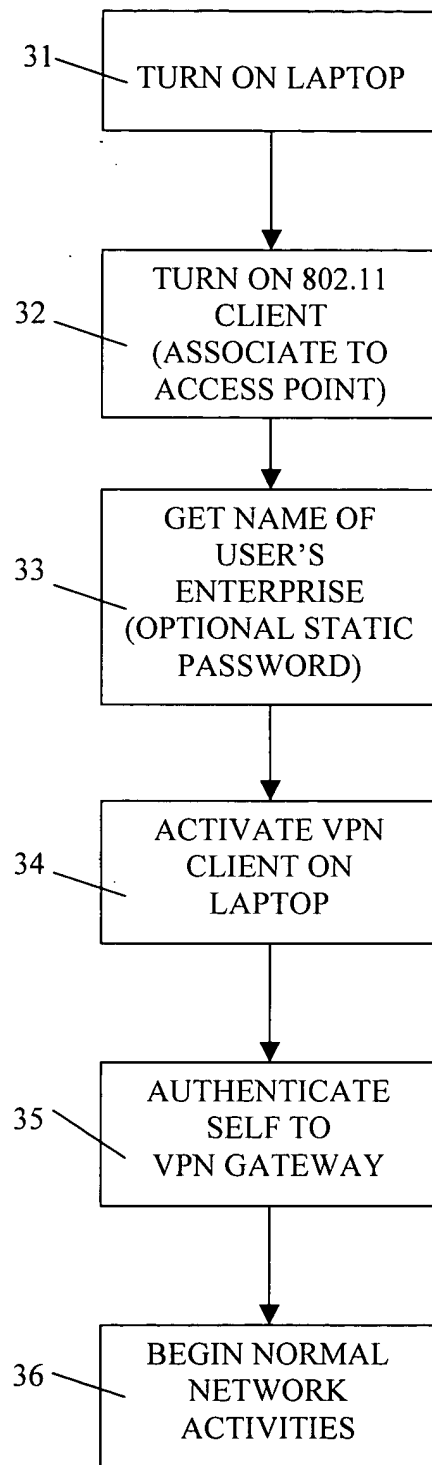 31
TURN ON LAPTOP
32
TURN ON 802.11
CLIENT
(ASSOCIATE TO
ACCESS POINT)
33
GET NAME OF
USER'S
ENTERPRISE
(OPTIONAL STATIC
PASSWORD)
34
ACTIVATE VPN
CLIENT ON
LAPTOP
35
AUTHENTICATE
SELF TO
VPN GATEWAY
36
BEGIN NORMAL
NETWORK
ACTIVITIES